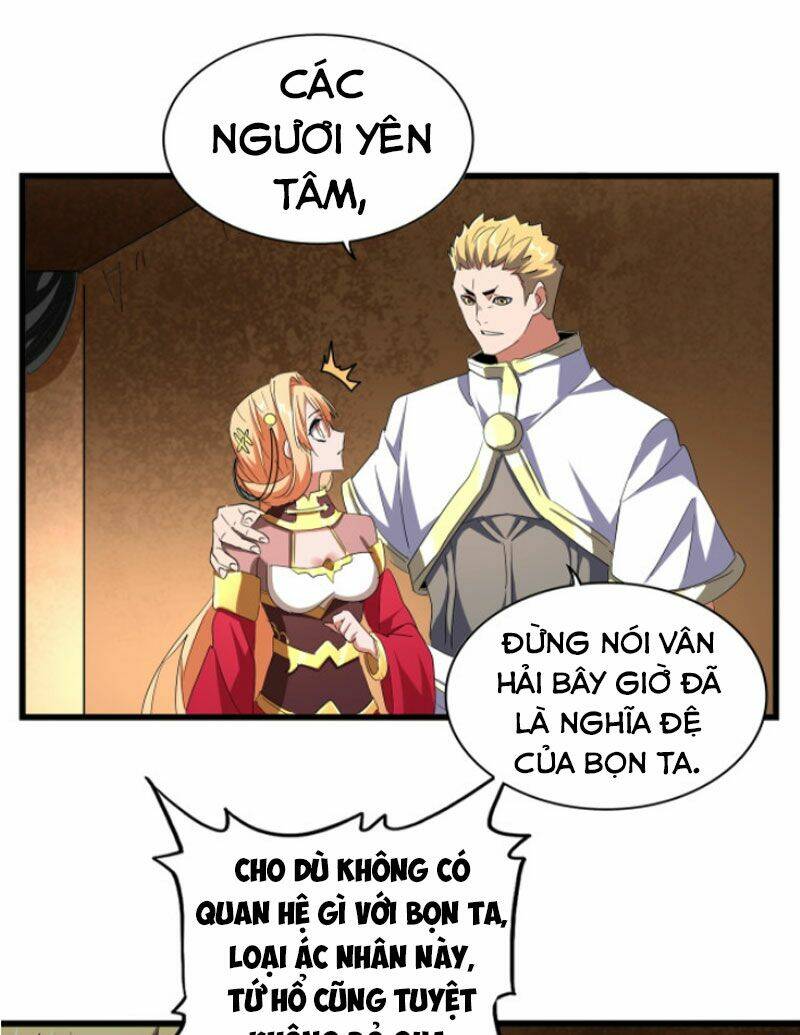 CÁC
NGƯƠI YÊN
TÂM,
ĐỪNG NÓI VÂN
HẢI BÂY GIỜ ĐÃ
LÀ NGHĨA ĐỆ
CỦA BỌN TA.
CHO DÙ KHÔNG CÓ
QUAN HỆ GÌ VỚI BỌN TA,
LOẠI ÁC NHÂN NÀY,
TỨ HỔ CŨNG TUYỆT